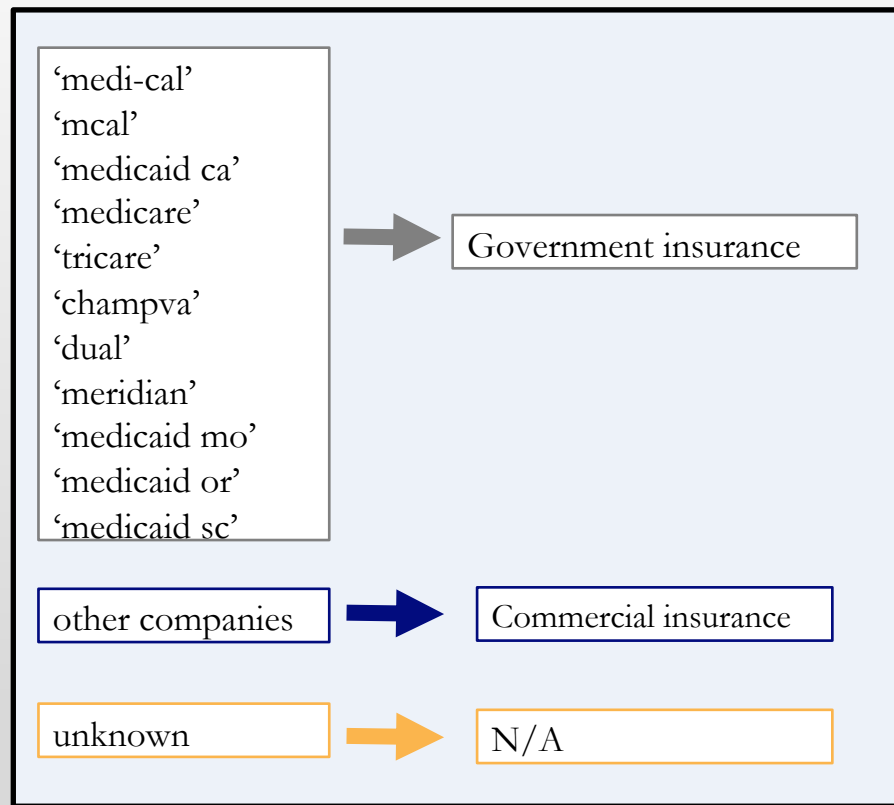 ‘medi-cal’
‘mcal’
‘medicaid ca’
‘medicare’
‘tricare’
‘champva’
‘dual’
‘meridian’
‘medicaid mo’
‘medicaid or’
‘medicaid sc’
Government insurance
other companies
Commercial insurance
unknown
N/A